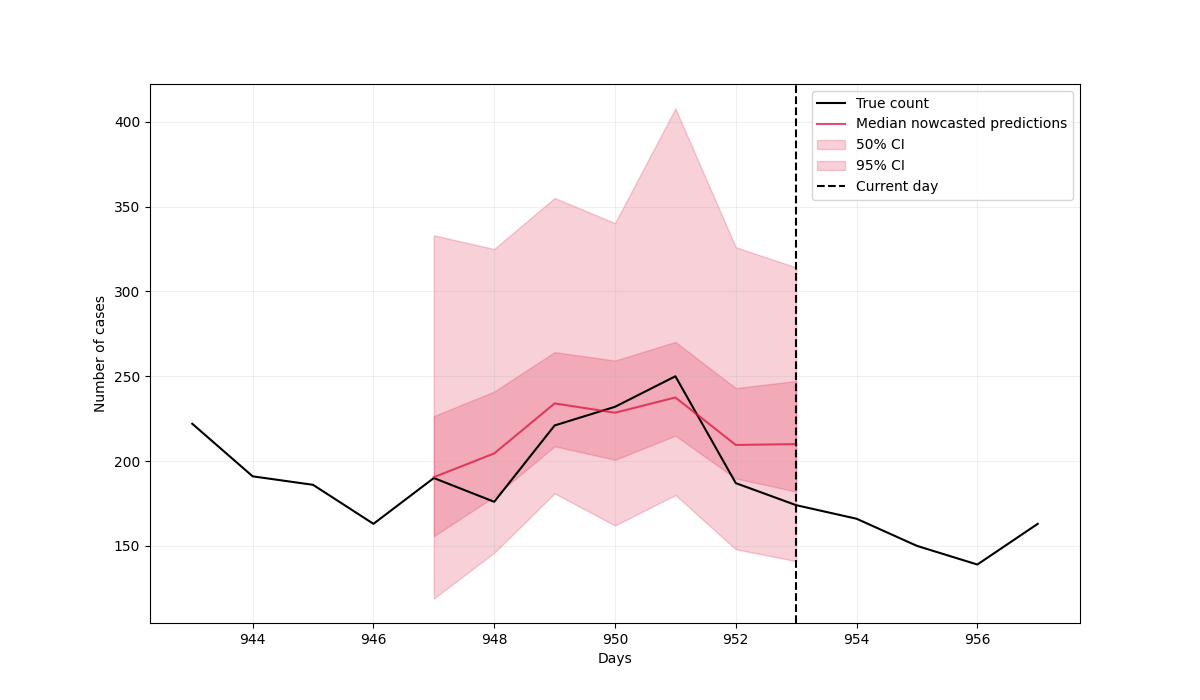 True count
Median nowcasted predictions
50% CI
95% CI
Current day
400
350
300
250
200
150
Number of cases
944 946 948 950 952 954 956
Days